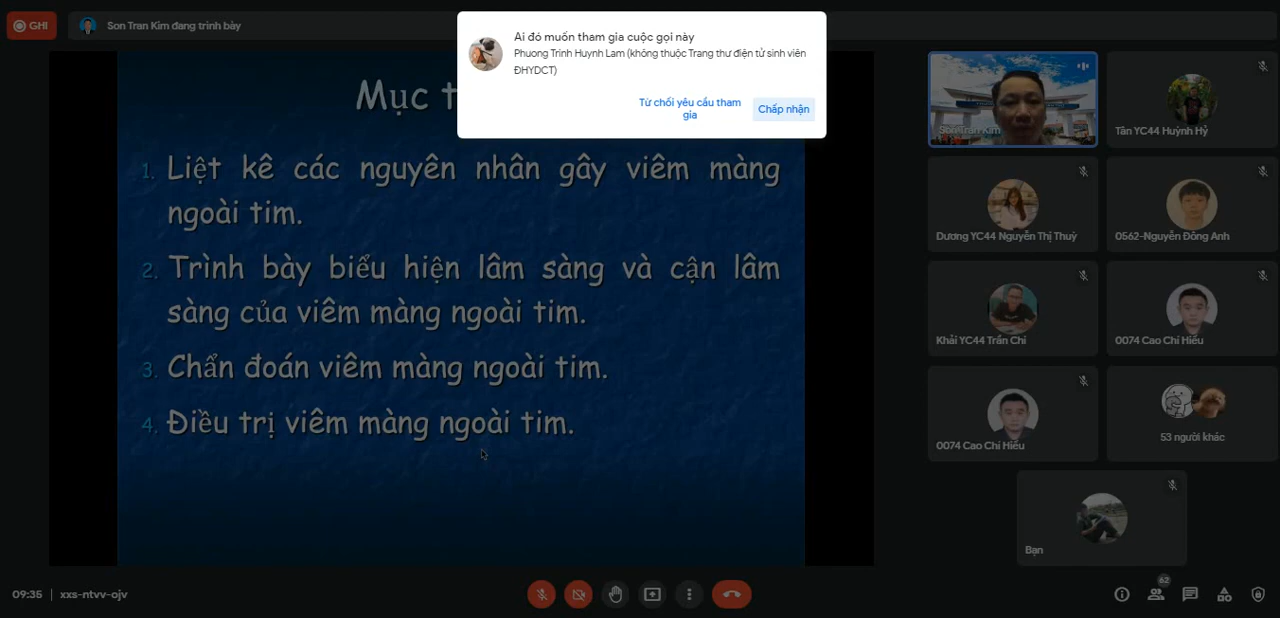 GHI
Son Tran Kim đang trình bày
Ai đó muốn tham gia cuộc gọi này
Phuong Trinh Huynh Lam (không thuộc Trang thư điện tử sinh viên
ĐHYDCT)
Từ chối yêu cầu tham
gia
Chấp nhận
Mục t
1. Liệt kê các nguyên nhân gây viêm màng
ngoài tim.
2. Trình bày biểu hiện lâm sàng và cận lâm
sàng của viêm màng ngoài tim.
3. Chẩn đoán viêm màng ngoài tim.
4. Điều trị viêm màng ngoài tim.
Son Tran Kim
Tân YC44 Huỳnh Hỷ
Dương YC44 Nguyễn Thị Thuỳ
0562-Nguyễn Đông Anh
Khải YC44 Trần Chí
0074 Cao Chí Hiếu
0074 Cao Chí Hiếu
53 người khác
Bạn
09:35 | xxs-ntvv-ojv
62